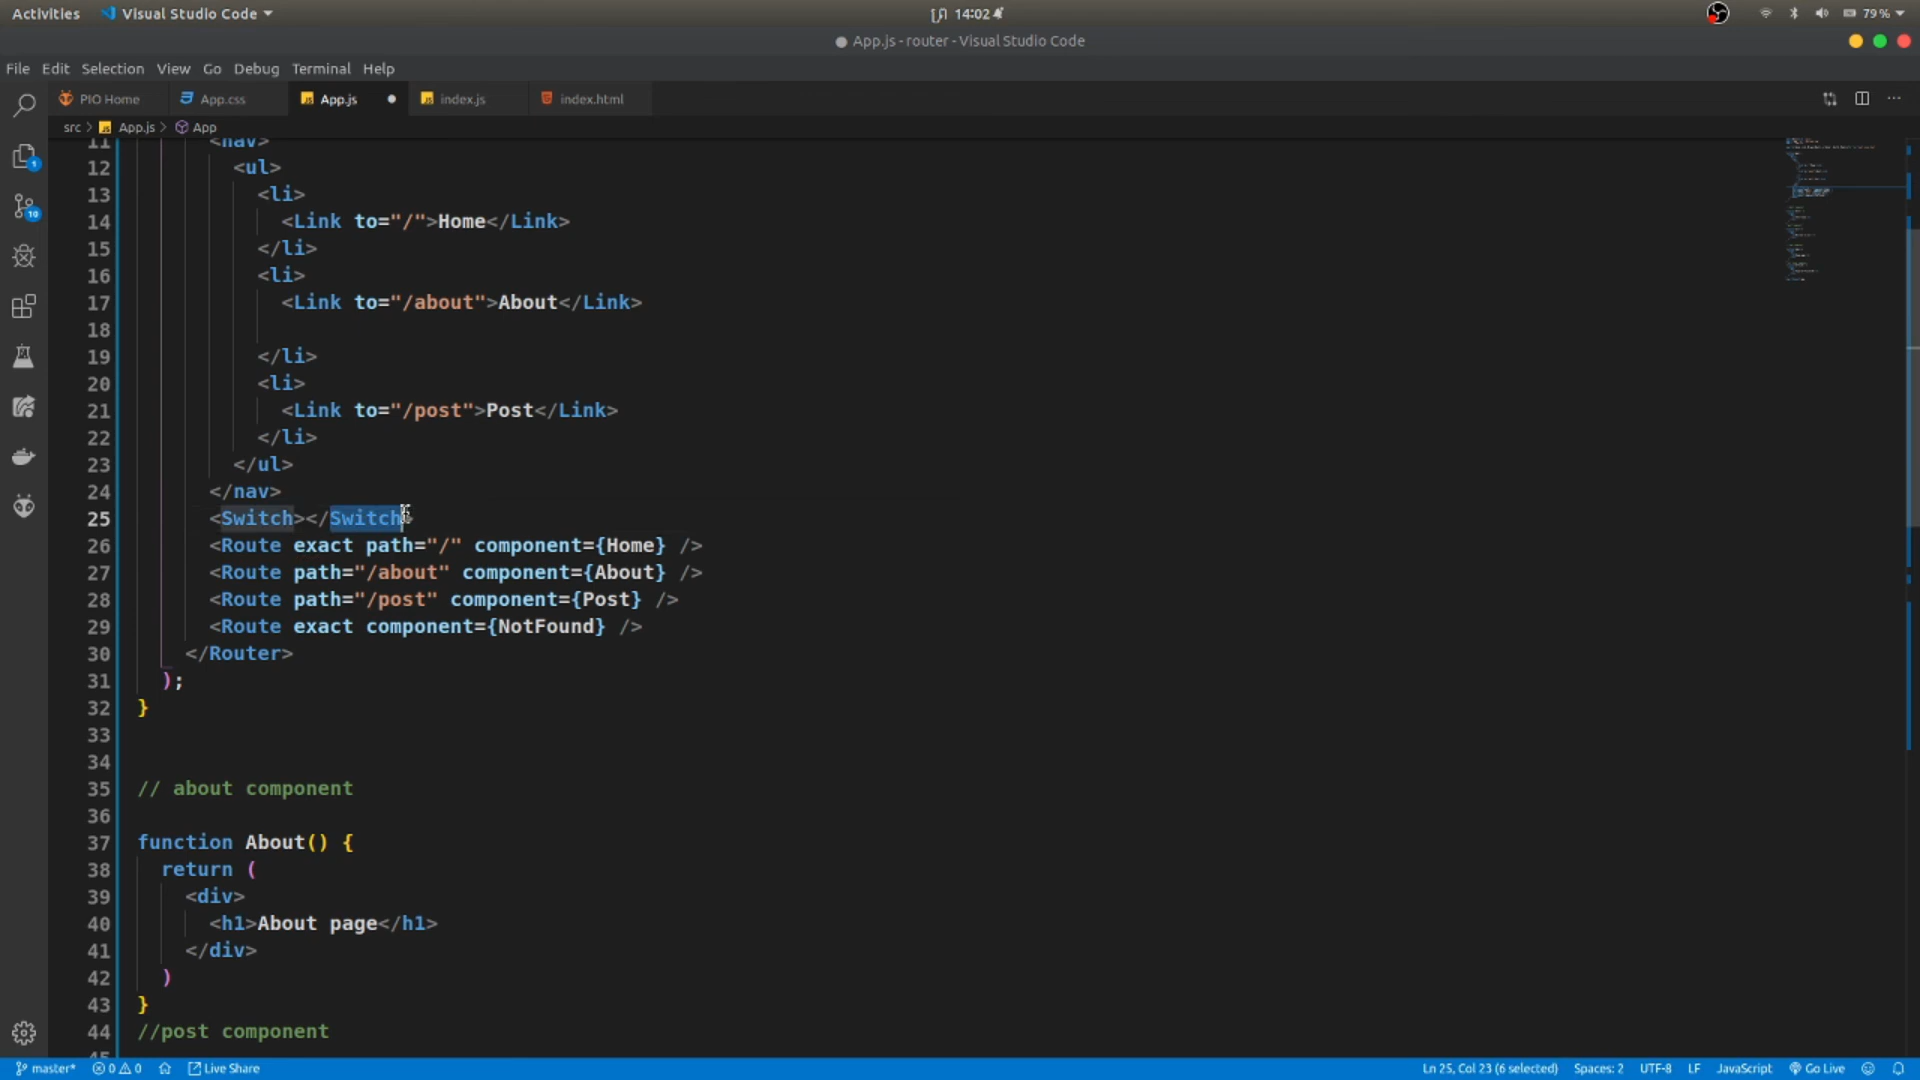 Activities Visual Studio Code 14:02 79 %
App.js - router - Visual Studio Code
File Edit Selection View Go Debug Terminal Help
PIO Home App.css App.js index.js index.html
src > App.js > App
11 <nav>
12 <ul>
13 <li>
14 <Link to="/">Home</Link>
15 </li>
16 <li>
17 <Link to="/about">About</Link>
18
19 </li>
20 <li>
21 <Link to="/post">Post</Link>
22 </li>
23 </ul>
24 </nav>
25 <Switch></Switch>
26 <Route exact path="/" component={Home} />
27 <Route path="/about" component={About} />
28 <Route path="/post" component={Post} />
29 <Route exact component={NotFound} />
30 </Router>
31 );
32 }
33
34
35 // about component
36
37 function About() {
38 return (
39 <div>
40 <h1>About page</h1>
41 </div>
42 )
43 }
44 //post component
1
10
master* 0 0 Live Share Ln 25, Col 23 (6 selected) Spaces: 2 UTF-8 LF JavaScript Go Live